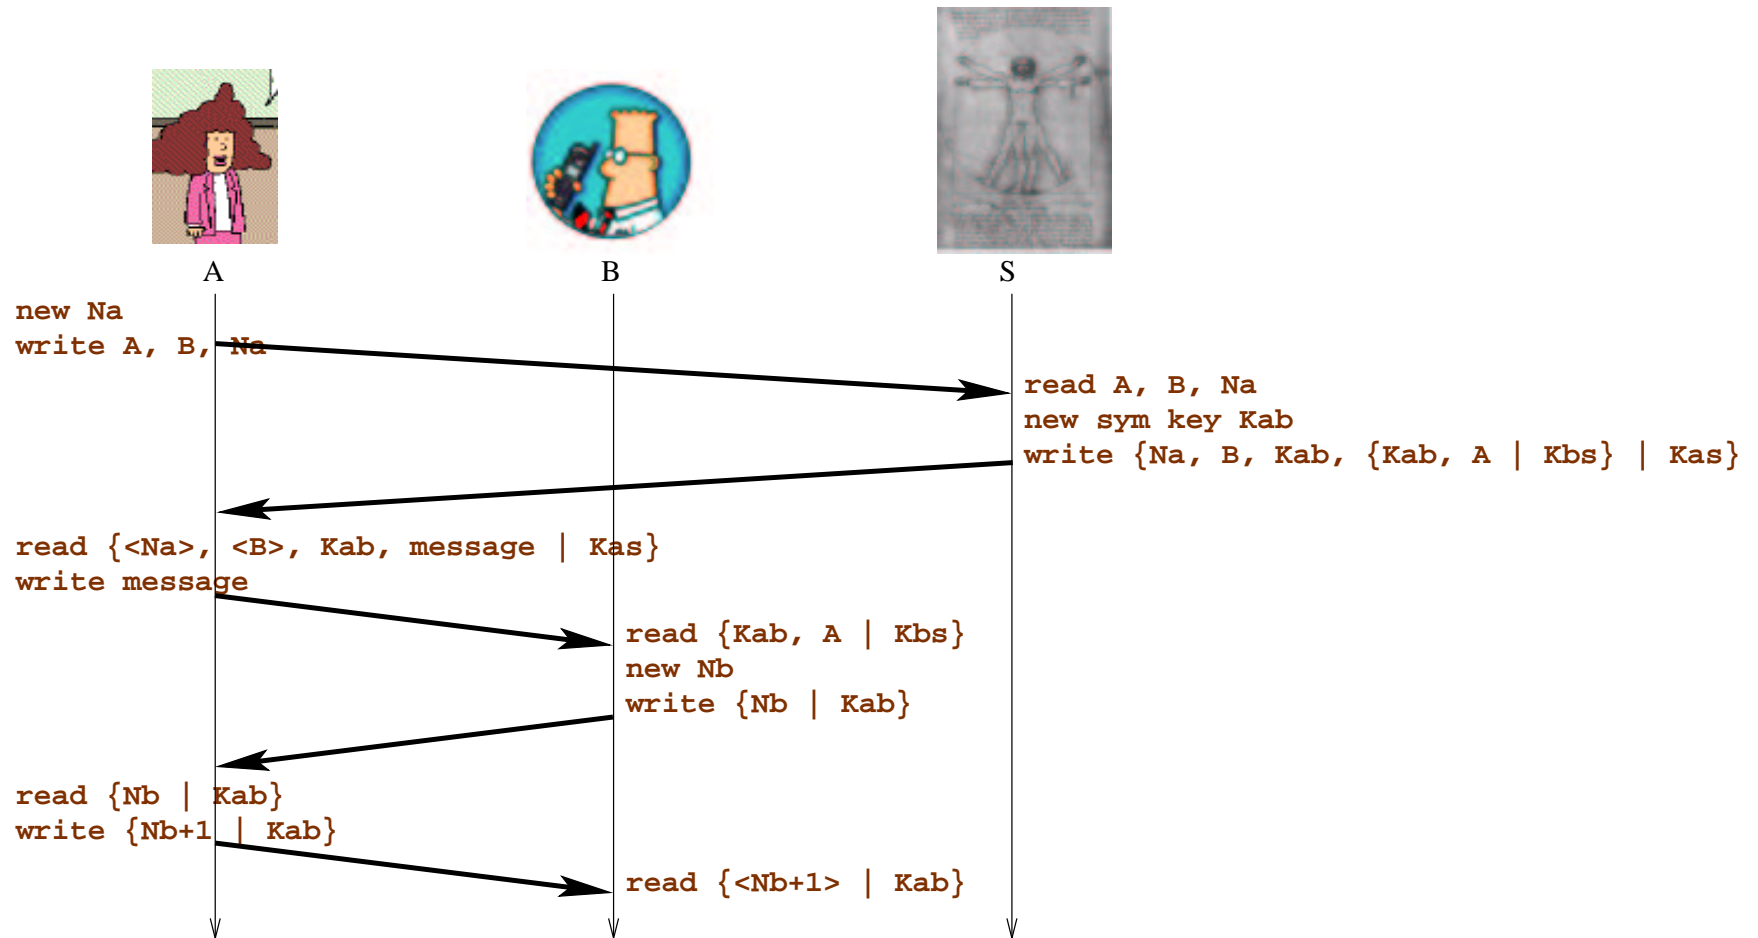 A
B
S
new Na
write A, B, Na
read A, B, Na
new sym key Kab
write {Na, B, Kab, {Kab, A | Kbs} | Kas}
read {<Na>, <B>, Kab, message | Kas}
write message
read {Kab, A | Kbs}
new Nb
write {Nb | Kab}
read {Nb | Kab}
write {Nb+1 | Kab}
read {<Nb+1> | Kab}